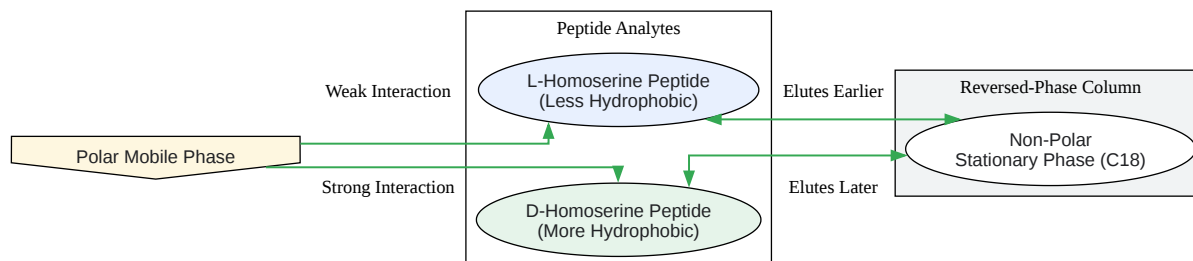 Peptide Analytes
L-Homoserine Peptide
(Less Hydrophobic)
Weak Interaction
Elutes Earlier
Reversed-Phase Column
Polar Mobile Phase
Non-Polar
Stationary Phase (C18)
Strong Interaction
Elutes Later
D-Homoserine Peptide
(More Hydrophobic)